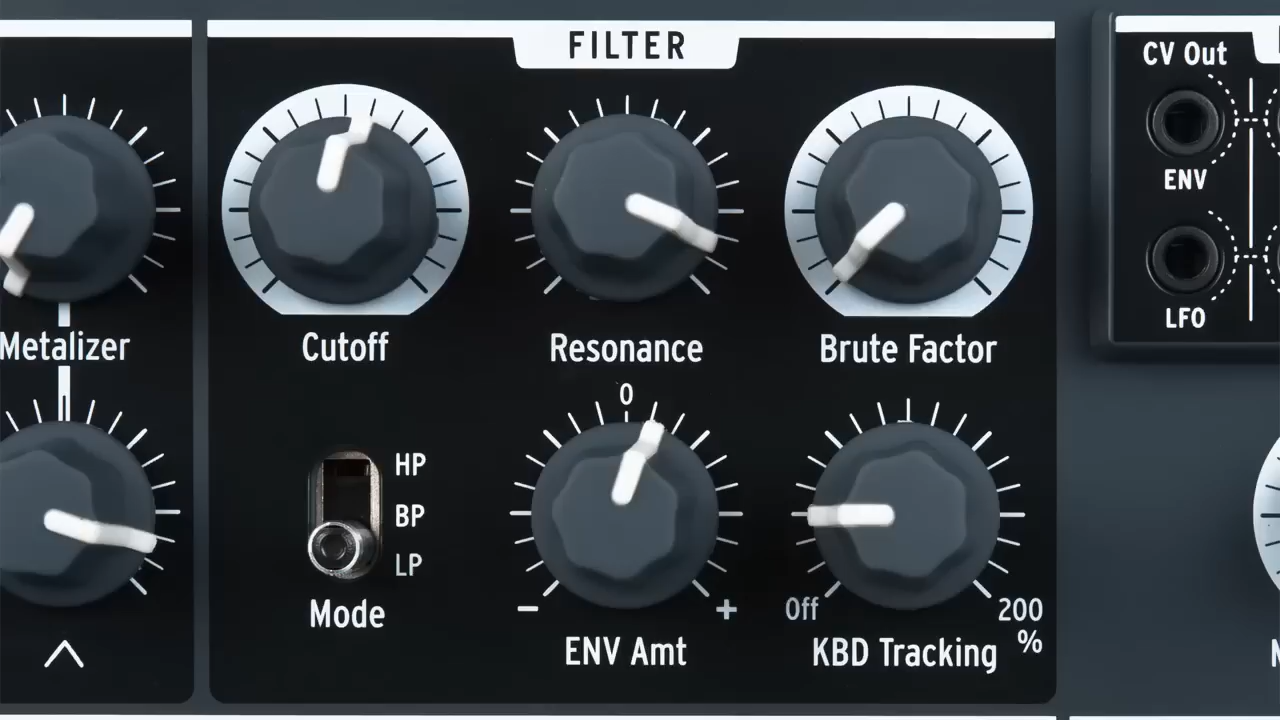 FILTER
CV Out
ENV
LFO
Metalizer
Cutoff
Resonance
Brute Factor
0
HP
BP
LP
Mode
− +
ENV Amt
Off 200
%
KBD Tracking